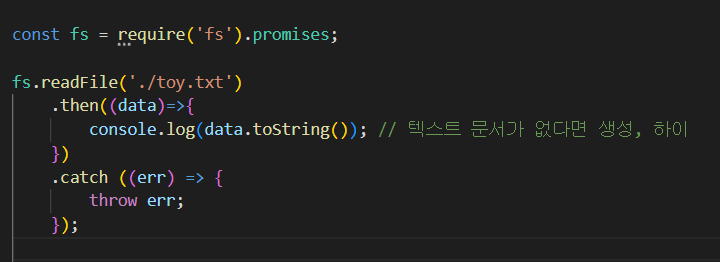 const fs = require('fs').promises;
fs.readFile('./toy.txt')
.then((data)=>{
console.log(data.toString()); // 텍스트 문서가 없다면 생성, 하이
})
.catch ((err) => {
throw err;
});